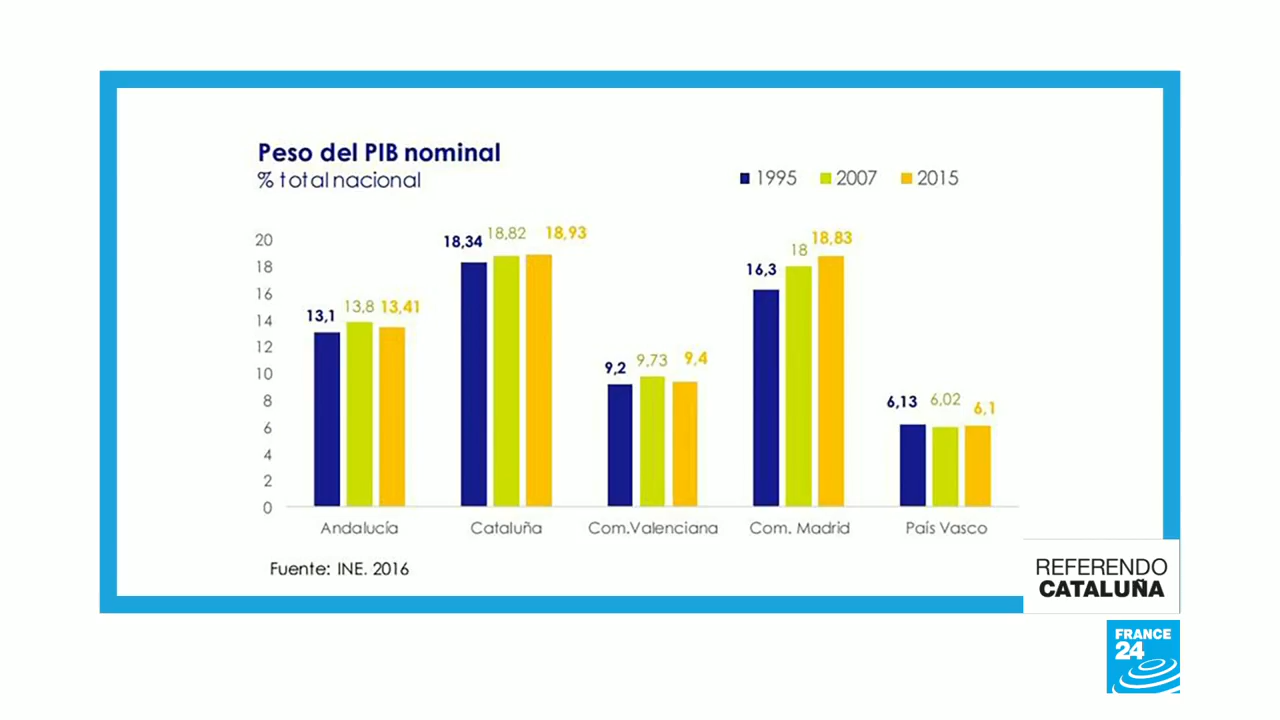 Peso del PIB nominal
% total nacional
1995 2007 2015
20
18
16
14
12
10
8
6
4
2
0
13,1 13,8 13,41
18,34 18,82 18,93
9,2 9,73 9,4
16,3 18 18,83
6,13 6,02 6,1
Andalucía Cataluña Com.Valenciana Com. Madrid País Vasco
Fuente: INE. 2016
REFERENDO
CATALUÑA
FRANCE
24